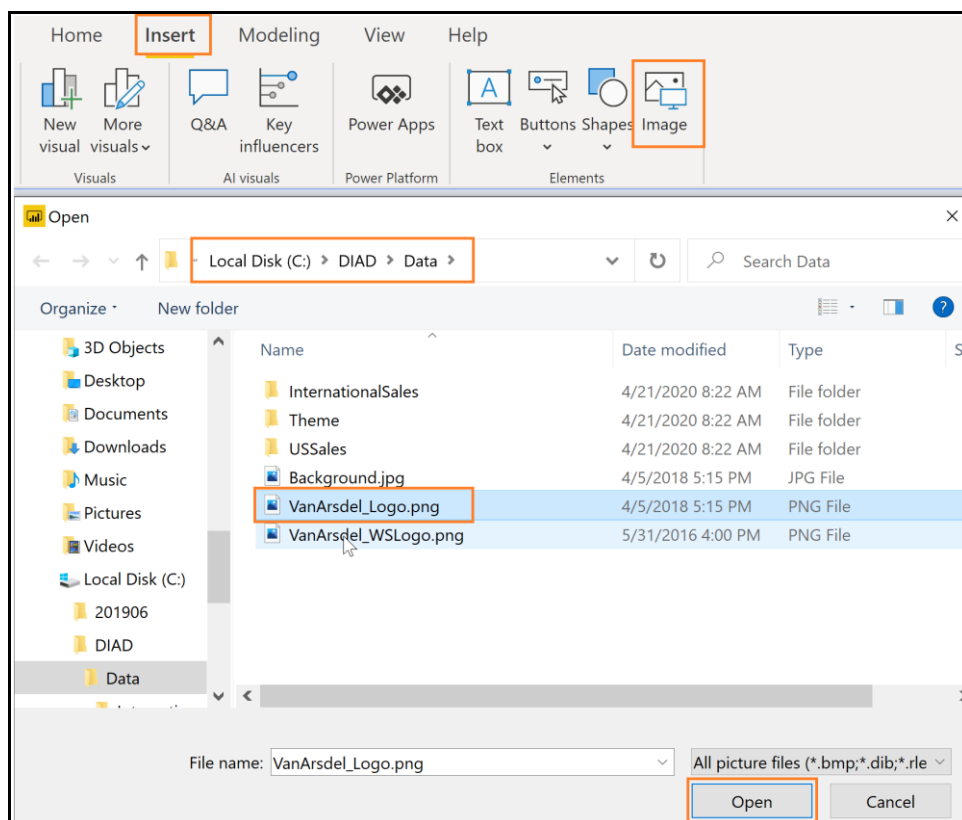 Home Insert Modeling View Help
New visual
More visuals
Q&A
Key influencers
Power Apps
Text box
Buttons
Shapes
Image
Visuals AI visuals Power Platform Elements
Open
Local Disk (C:) > DIAD > Data >
Search Data
Organize
New folder
?
Name Date modified Type S
3D Objects
Desktop
Documents
Downloads
Music
Pictures
Videos
Local Disk (C:)
201906
DIAD
Data
InternationalSales 4/21/2020 8:22 AM File folder
Theme 4/21/2020 8:22 AM File folder
USSales 4/21/2020 8:22 AM File folder
Background.jpg 4/5/2018 5:15 PM JPG File
VanArsdel_Logo.png 4/5/2018 5:15 PM PNG File
VanArsdel_WSLogo.png 5/31/2016 4:00 PM PNG File
File name: VanArsdel_Logo.png
All picture files (*.bmp;*.dib;*.rle
Open Cancel